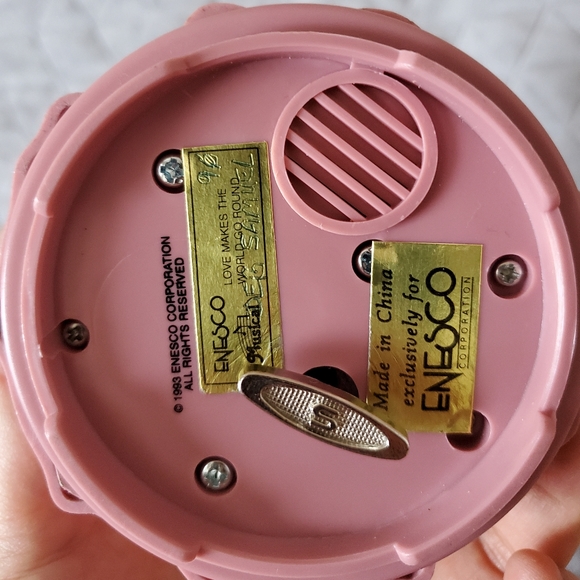 © 1993 ENESCO CORPORATION
ALL RIGHTS RESERVED
ENESCO
Musical
LOVE MAKES THE
WORLD GO ROUND
Made in China
exclusively for
ENESCO
CORPORATION
S